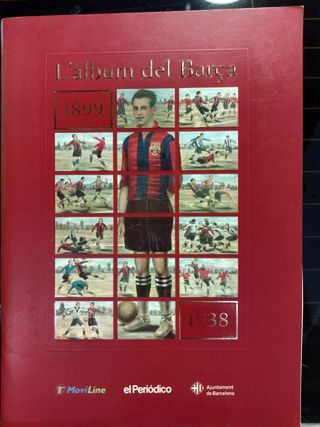 L'àlbum del Barça
1899
1938
MoviLine
el Periódico
Ajuntament
de Barcelona